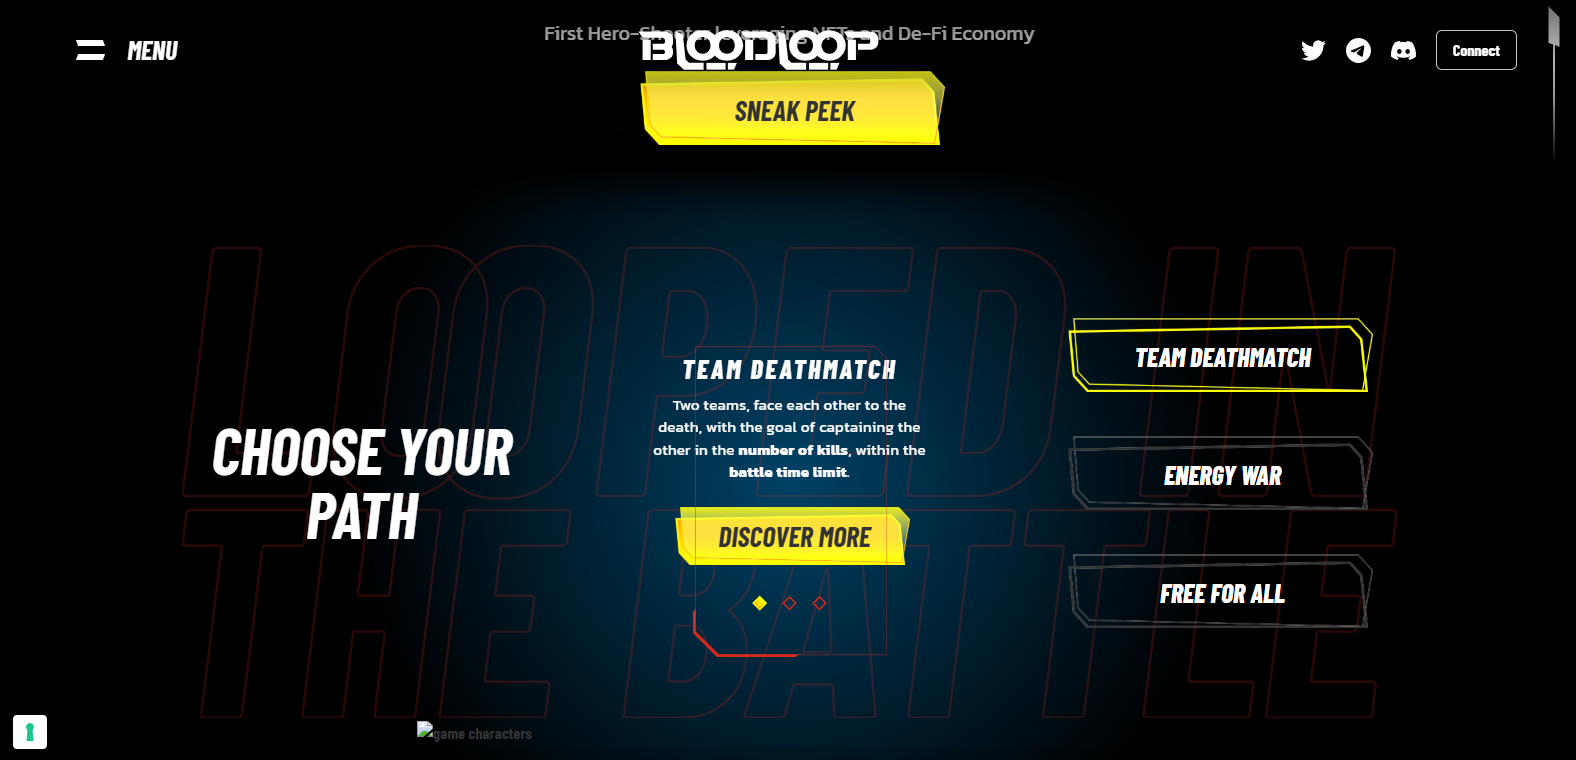 First Hero-Shooter leveraging NFTs and De-Fi Economy
MENU
BLOODLOOP
Connect
SNEAK PEEK
LOOPED IN
THE BATTLE
CHOOSE YOUR
PATH
TEAM DEATHMATCH
Two teams, face each other to the
death, with the goal of captaining the
other in the number of kills, within the
battle time limit.
DISCOVER MORE
TEAM DEATHMATCH
ENERGY WAR
FREE FOR ALL
game characters